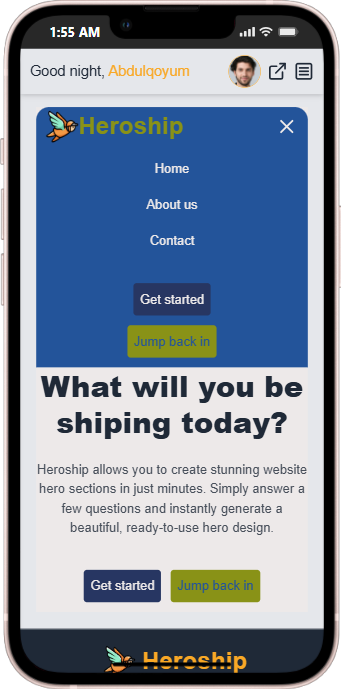 1:55 AM
Good night, Abdulqoyum
Heroship
Home
About us
Contact
Get started
Jump back in
What will you be
shiping today?
Heroship allows you to create stunning website
hero sections in just minutes. Simply answer a
few questions and instantly generate a
beautiful, ready-to-use hero design.
Get started Jump back in
Heroship